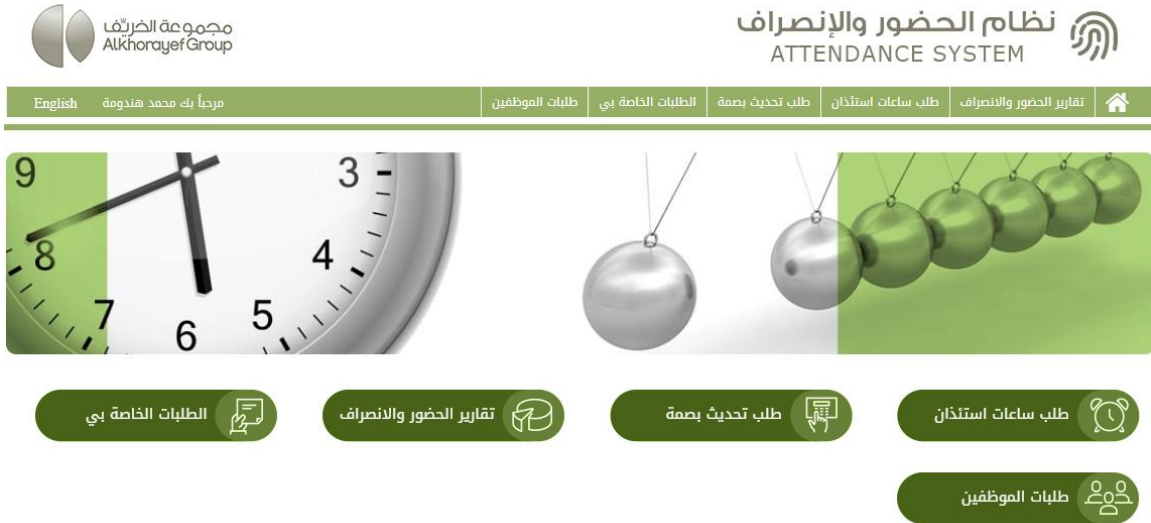 نظام الحضور والإنصراف
ATTENDANCE SYSTEM
مجموعة الخريّف
Alkhorayef Group
تقارير الحضور والانصراف
طلب ساعات استئذان
طلب تحديث بصمة
الطلبات الخاصة بي
طلبات الموظفين
مرحباً بك محمد هندومة
English
9
3
8
4
7
5
6
طلب ساعات استئذان
طلب تحديث بصمة
تقارير الحضور والانصراف
الطلبات الخاصة بي
طلبات الموظفين